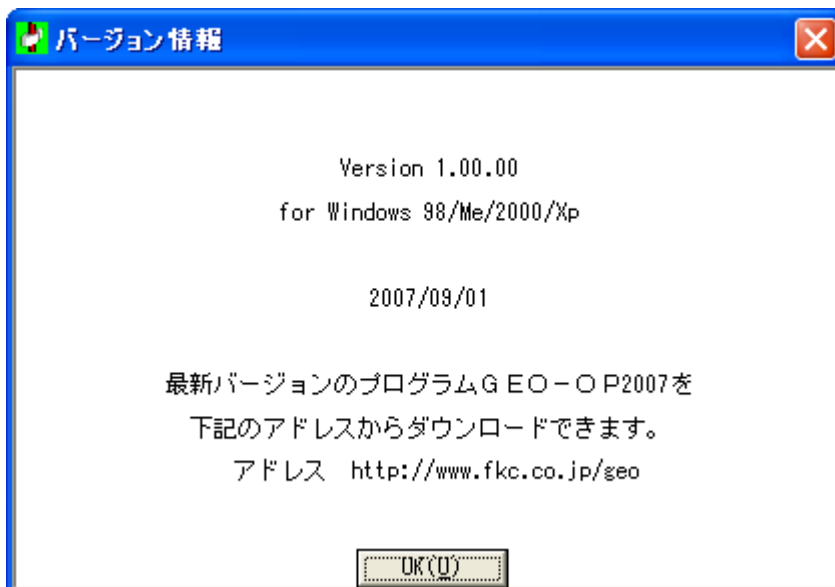 バージョン情報
Version 1.00.00
for Windows 98/Me/2000/Xp
2007/09/01
最新バージョンのプログラムＧＥＯ－ＯＰ2007を
下記のアドレスからダウンロードできます。
アドレス　http://www.fkc.co.jp/geo
OK(U)